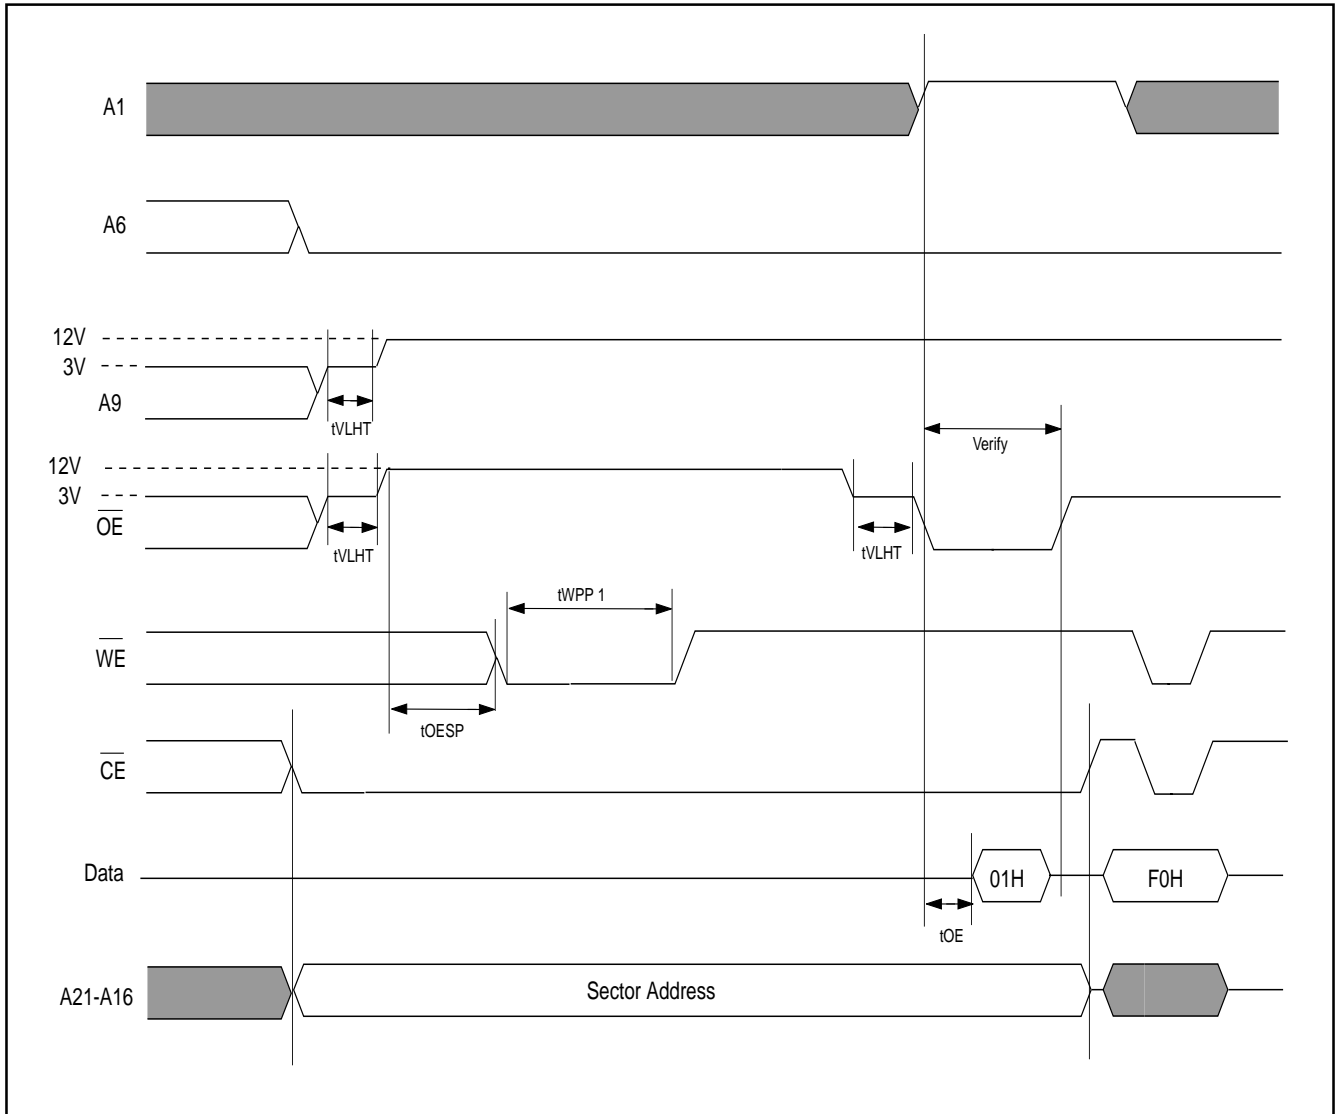 A1
A6
12V
3V
A9
tVLHT
Verify
12V
3V
OE
tVLHT
tVLHT
tWPP 1
WE
tOESP
CE
Data
01H
F0H
tOE
A21-A16
Sector Address